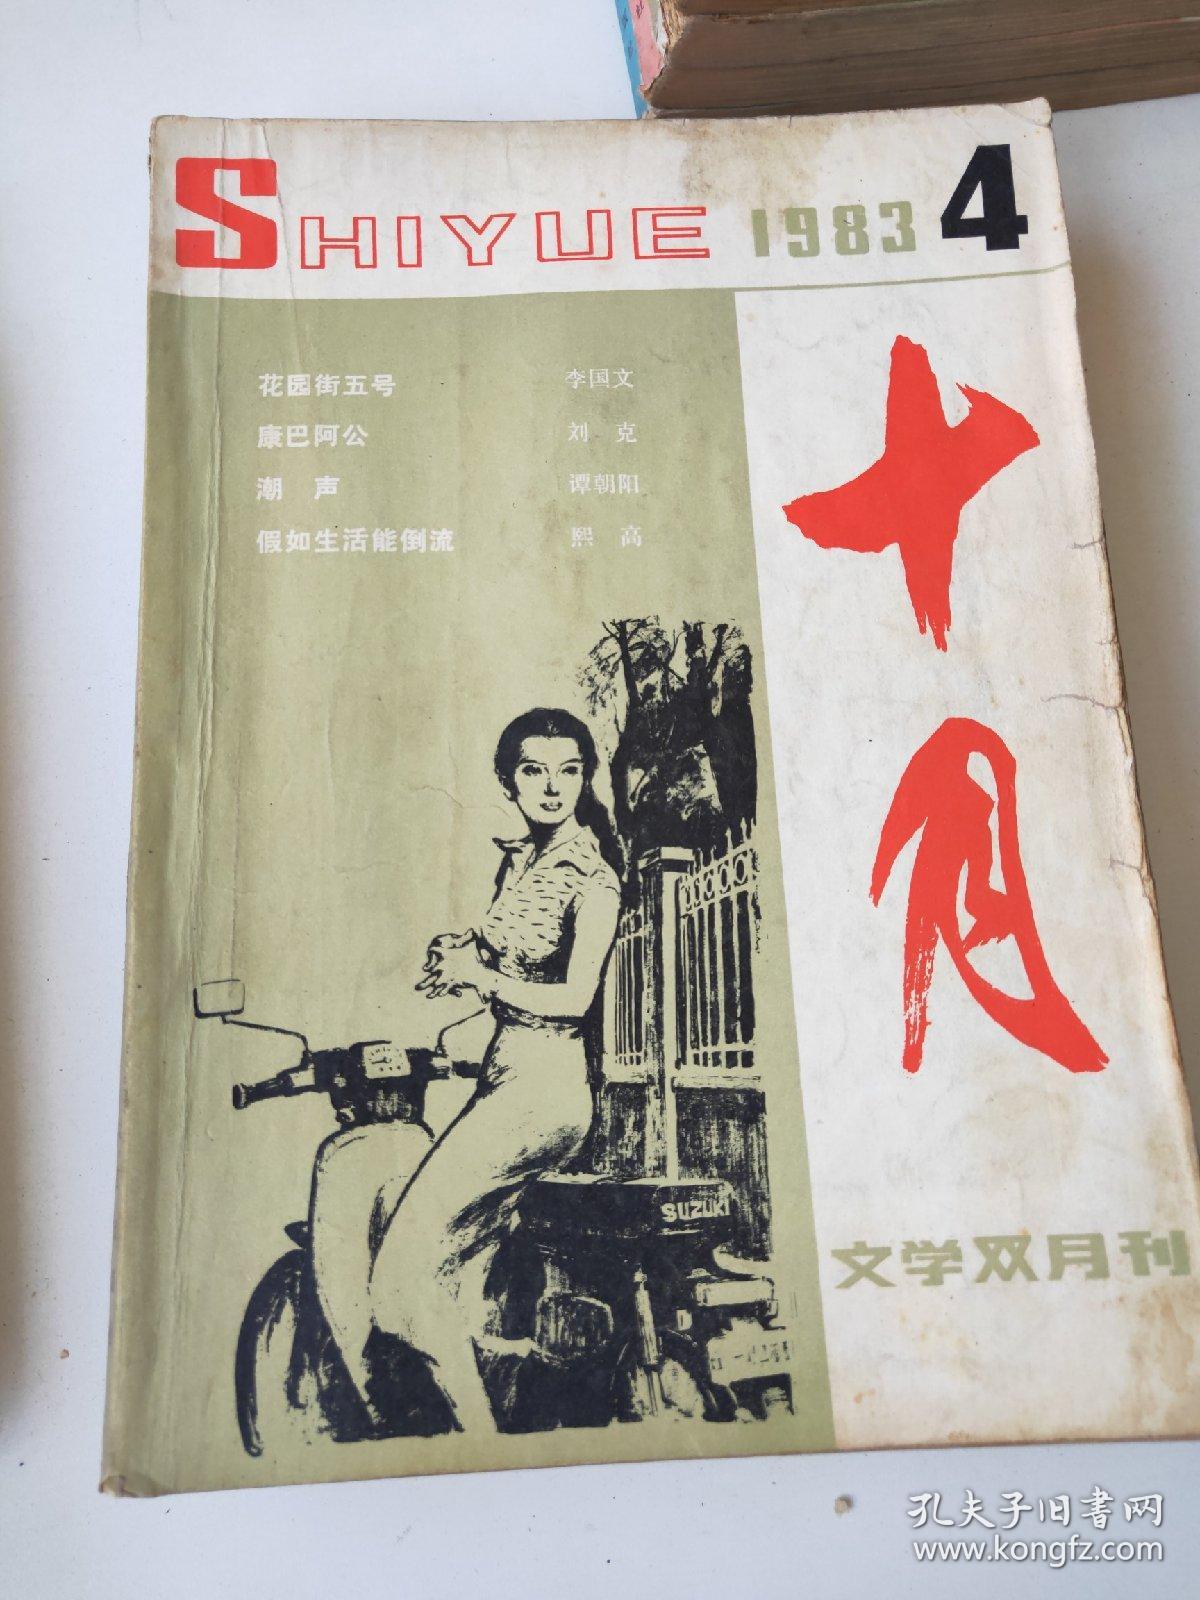 SHIYUE 1983 4
花园街五号 李国文
康巴阿公 刘 克
潮 声 谭朝阳
假如生活能倒流 熙 高
十月
SUZUKI
文学双月刊
孔夫子旧书网
www.kongfz.com